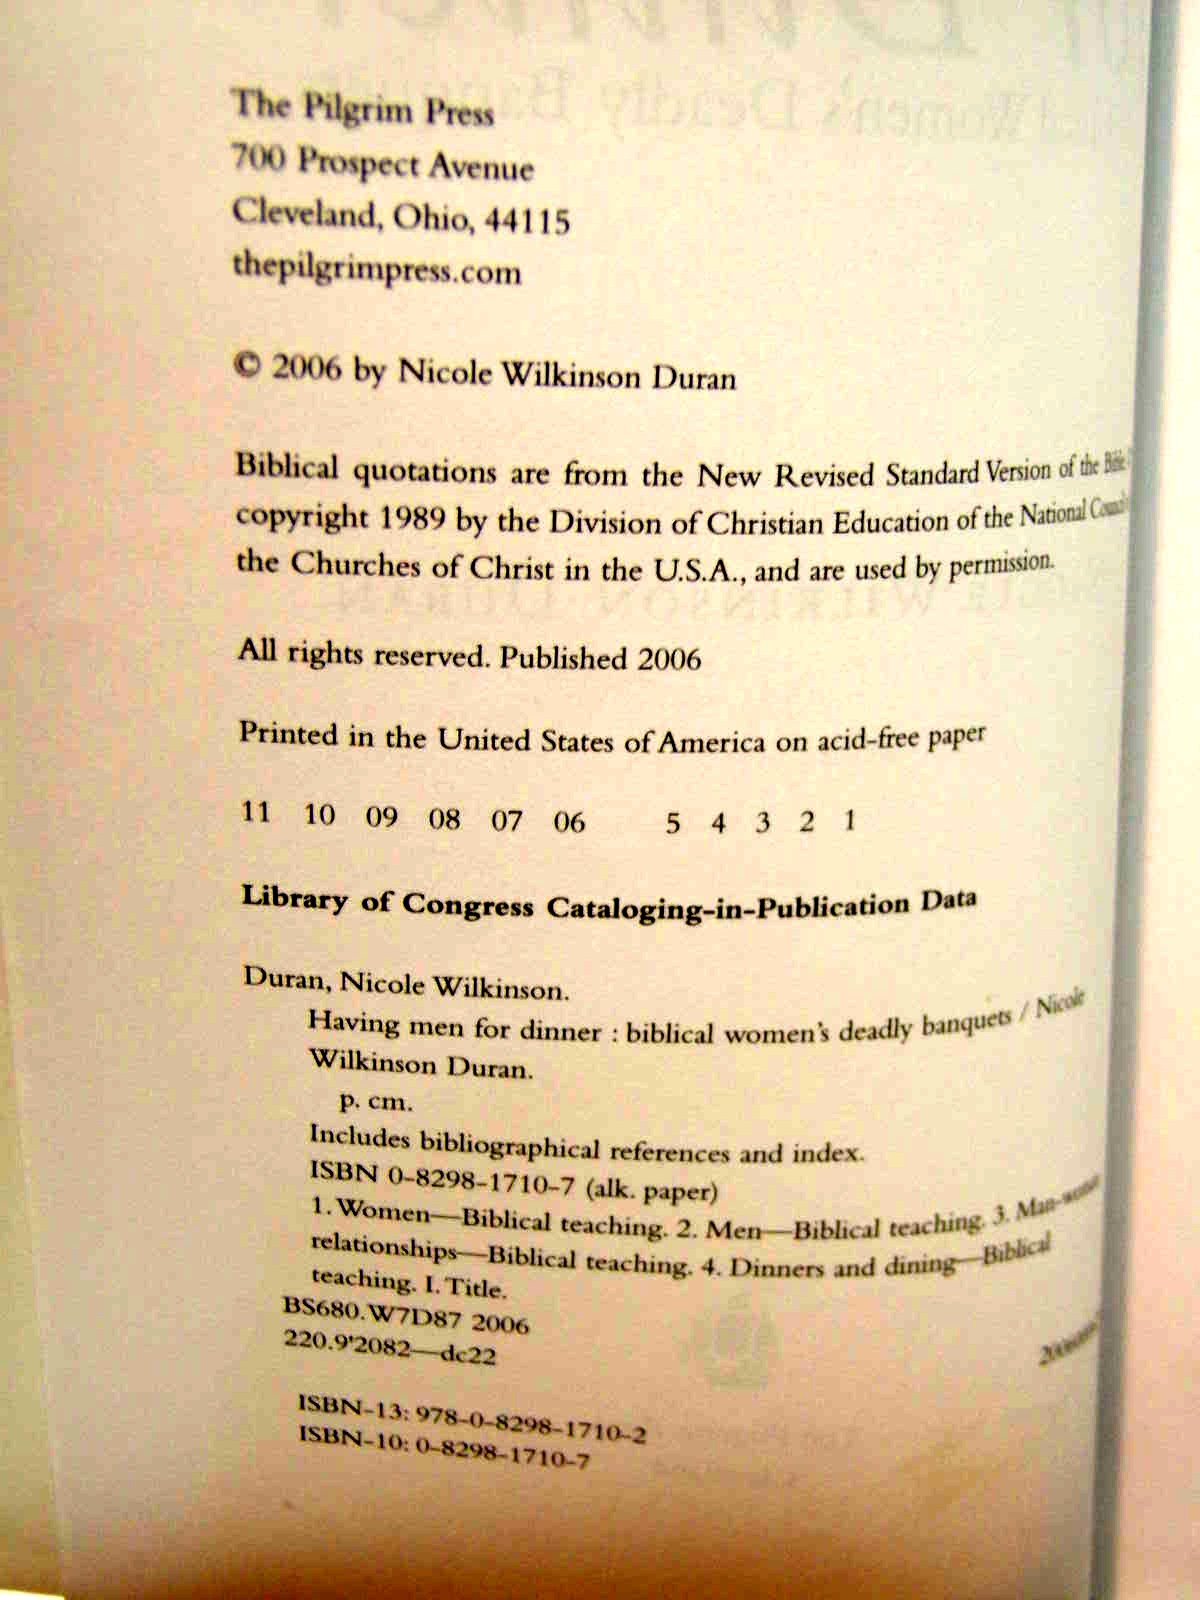 The Pilgrim Press
700 Prospect Avenue
Cleveland, Ohio, 44115
thepilgrimpress.com
© 2006 by Nicole Wilkinson Duran
Biblical quotations are from the New Revised Standard Version of the Bible
copyright 1989 by the Division of Christian Education of the National Council
the Churches of Christ in the U.S.A., and are used by permission.
All rights reserved. Published 2006
Printed in the United States of America on acid-free paper
11 10 09 08 07 06 5 4 3 2 1
Library of Congress Cataloging-in-Publication Data
Duran, Nicole Wilkinson.
Having men for dinner : biblical women's deadly banquets / Nicole
Wilkinson Duran.
p. cm.
Includes bibliographical references and index.
ISBN 0-8298-1710-7 (alk. paper)
1. Women—Biblical teaching. 2. Men—Biblical teaching. 3. Man-woman
relationships—Biblical teaching. 4. Dinners and dining—Biblical
teaching. I. Title.
BS680.W7D87 2006
220.9'2082—dc22
ISBN-13: 978-0-8298-1710-2
ISBN-10: 0-8298-1710-7